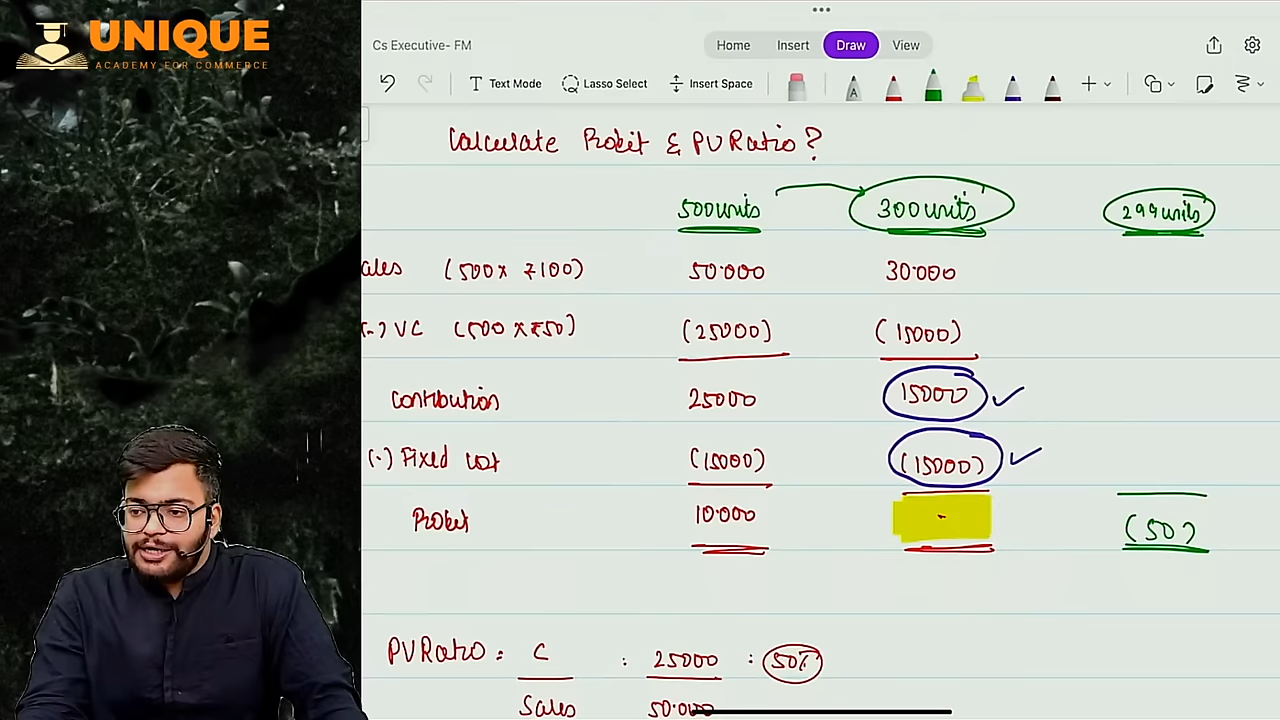 UNIQUE
ACADEMY FOR COMMERCE
Cs Executive- FM
Home Insert Draw View
Text Mode Lasso Select Insert Space
Calculate Profit & PV Ratio?
500 units 300 units 299 units
ales (500 x ₹100) 50.000 30.000
(-) VC (500 x ₹50) (25000) (15000)
Contribution 25000 15000 ✓
(-) Fixed cost (15000) (15000) ✓
Profit 10.000 - (50)
PV Ratio : C : 25000 : 50%
Sales 50.000